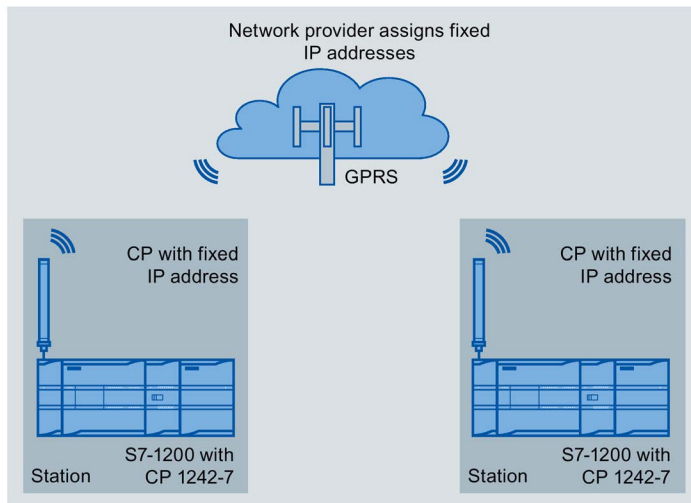 Network provider assigns fixed
IP addresses
GPRS
CP with fixed
IP address
S7-1200 with
CP 1242-7
Station
CP with fixed
IP address
S7-1200 with
CP 1242-7
Station